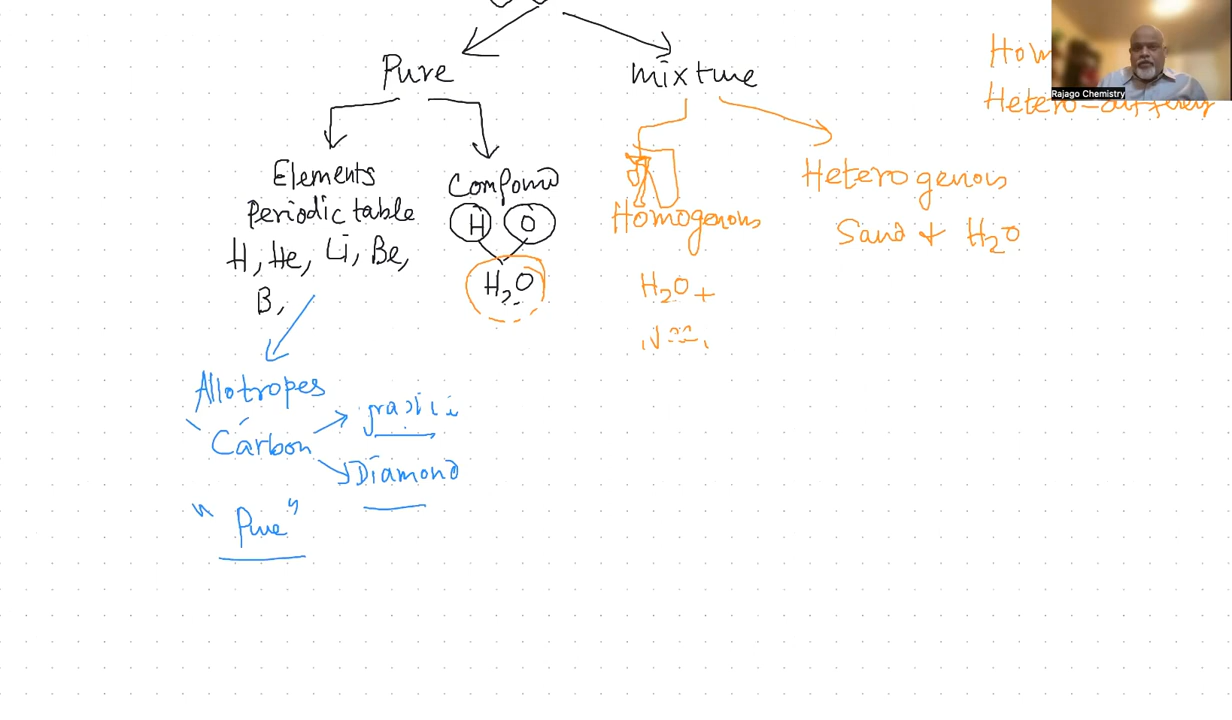 Pure
mixture
Rajago Chemistry
Elements
Periodic table
H, He, Li, Be,
B,
Compound
H O
H₂O
Homogenous
H₂O +
Heterogenous
Sand + H₂O
Allotropes
Carbon
Diamond
"Pure"